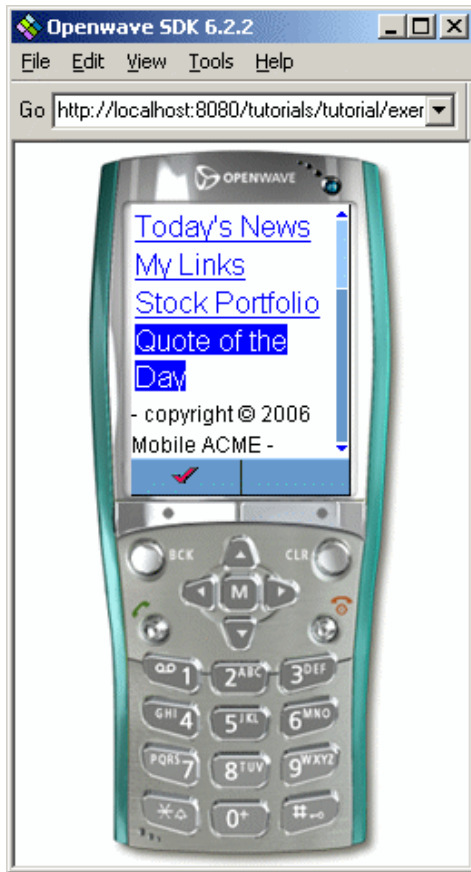 Openwave SDK 6.2.2
File Edit View Tools Help
Go http://localhost:8080/tutorials/tutorial/exer
OPENWAVE
Today's News
My Links
Stock Portfolio
Quote of the
Day
- copyright © 2006
Mobile ACME -
BCK CLR
M
1 2ABC 3DEF
GHI4 5JKL 6MNO
PQRS7 8TUV 9WXYZ
* 0+ #